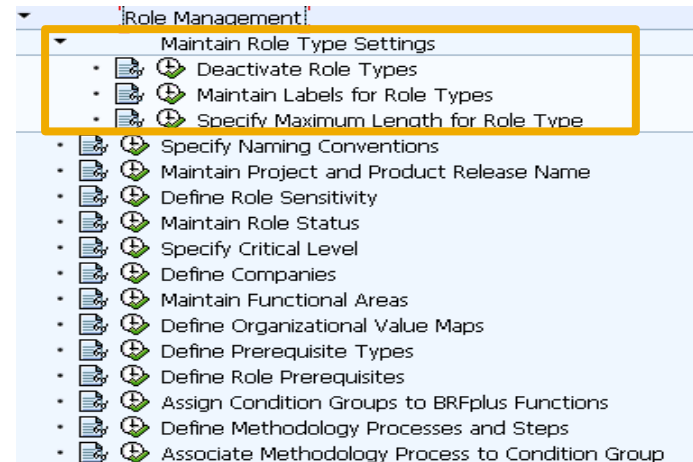 Role Management
Maintain Role Type Settings
Deactivate Role Types
Maintain Labels for Role Types
Specify Maximum Length for Role Type
Specify Naming Conventions
Maintain Project and Product Release Name
Define Role Sensitivity
Maintain Role Status
Specify Critical Level
Define Companies
Maintain Functional Areas
Define Organizational Value Maps
Define Prerequisite Types
Define Role Prerequisites
Assign Condition Groups to BRFplus Functions
Define Methodology Processes and Steps
Associate Methodology Process to Condition Group